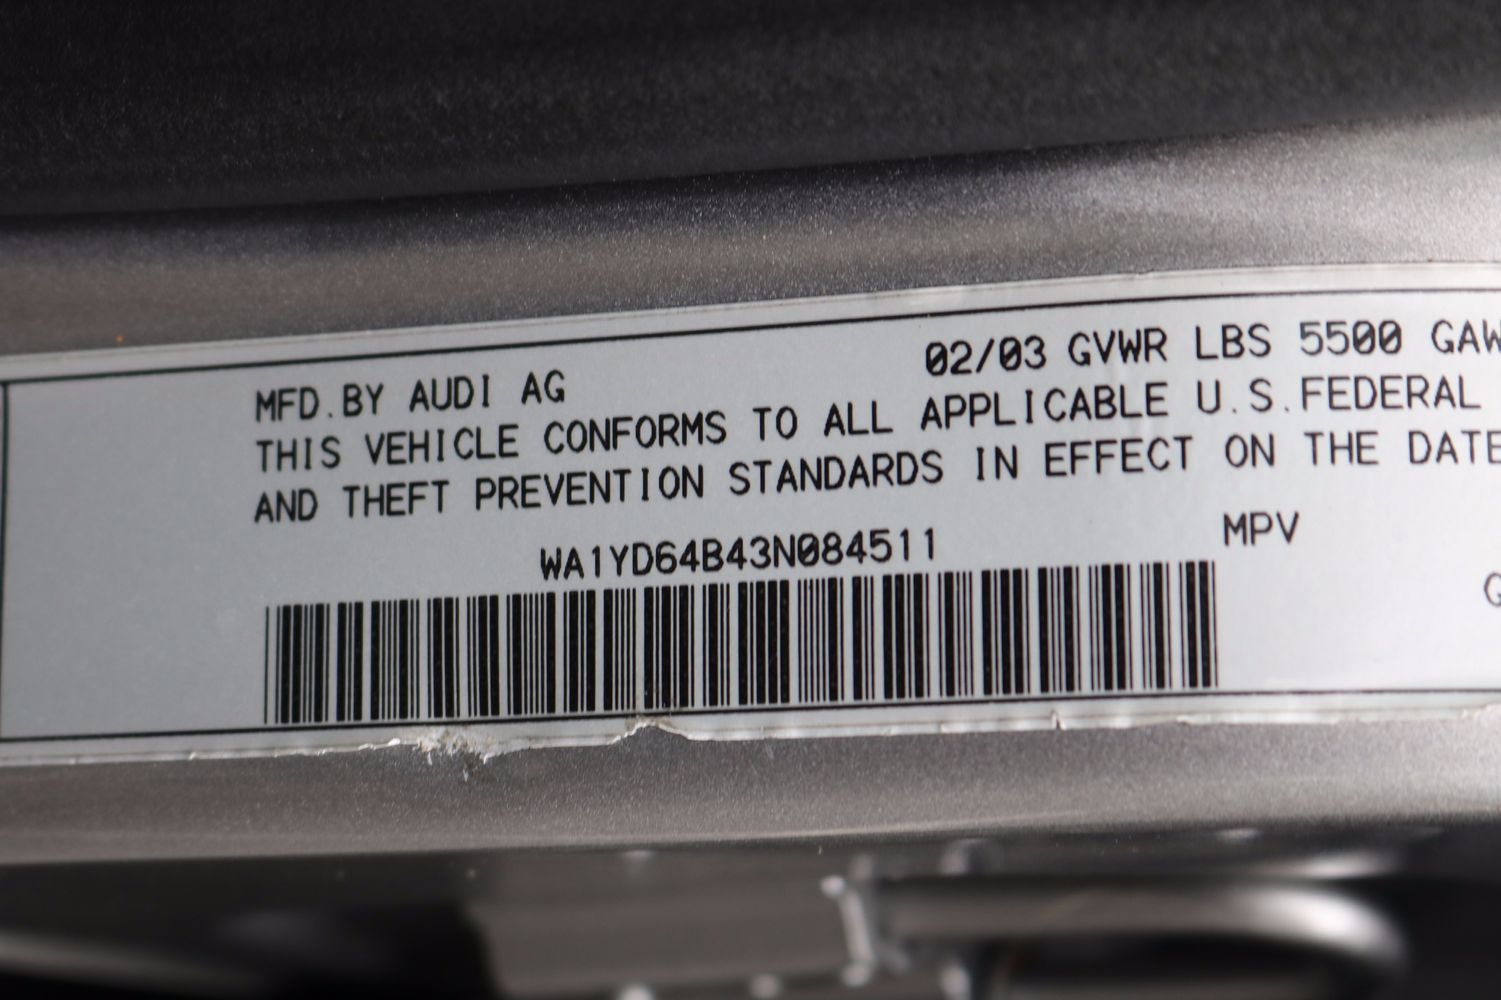 MFD.BY AUDI AG 02/03 GVWR LBS 5500 GAW
THIS VEHICLE CONFORMS TO ALL APPLICABLE U.S.FEDERAL
AND THEFT PREVENTION STANDARDS IN EFFECT ON THE DATE
WA1YD64B43N084511 MPV
G